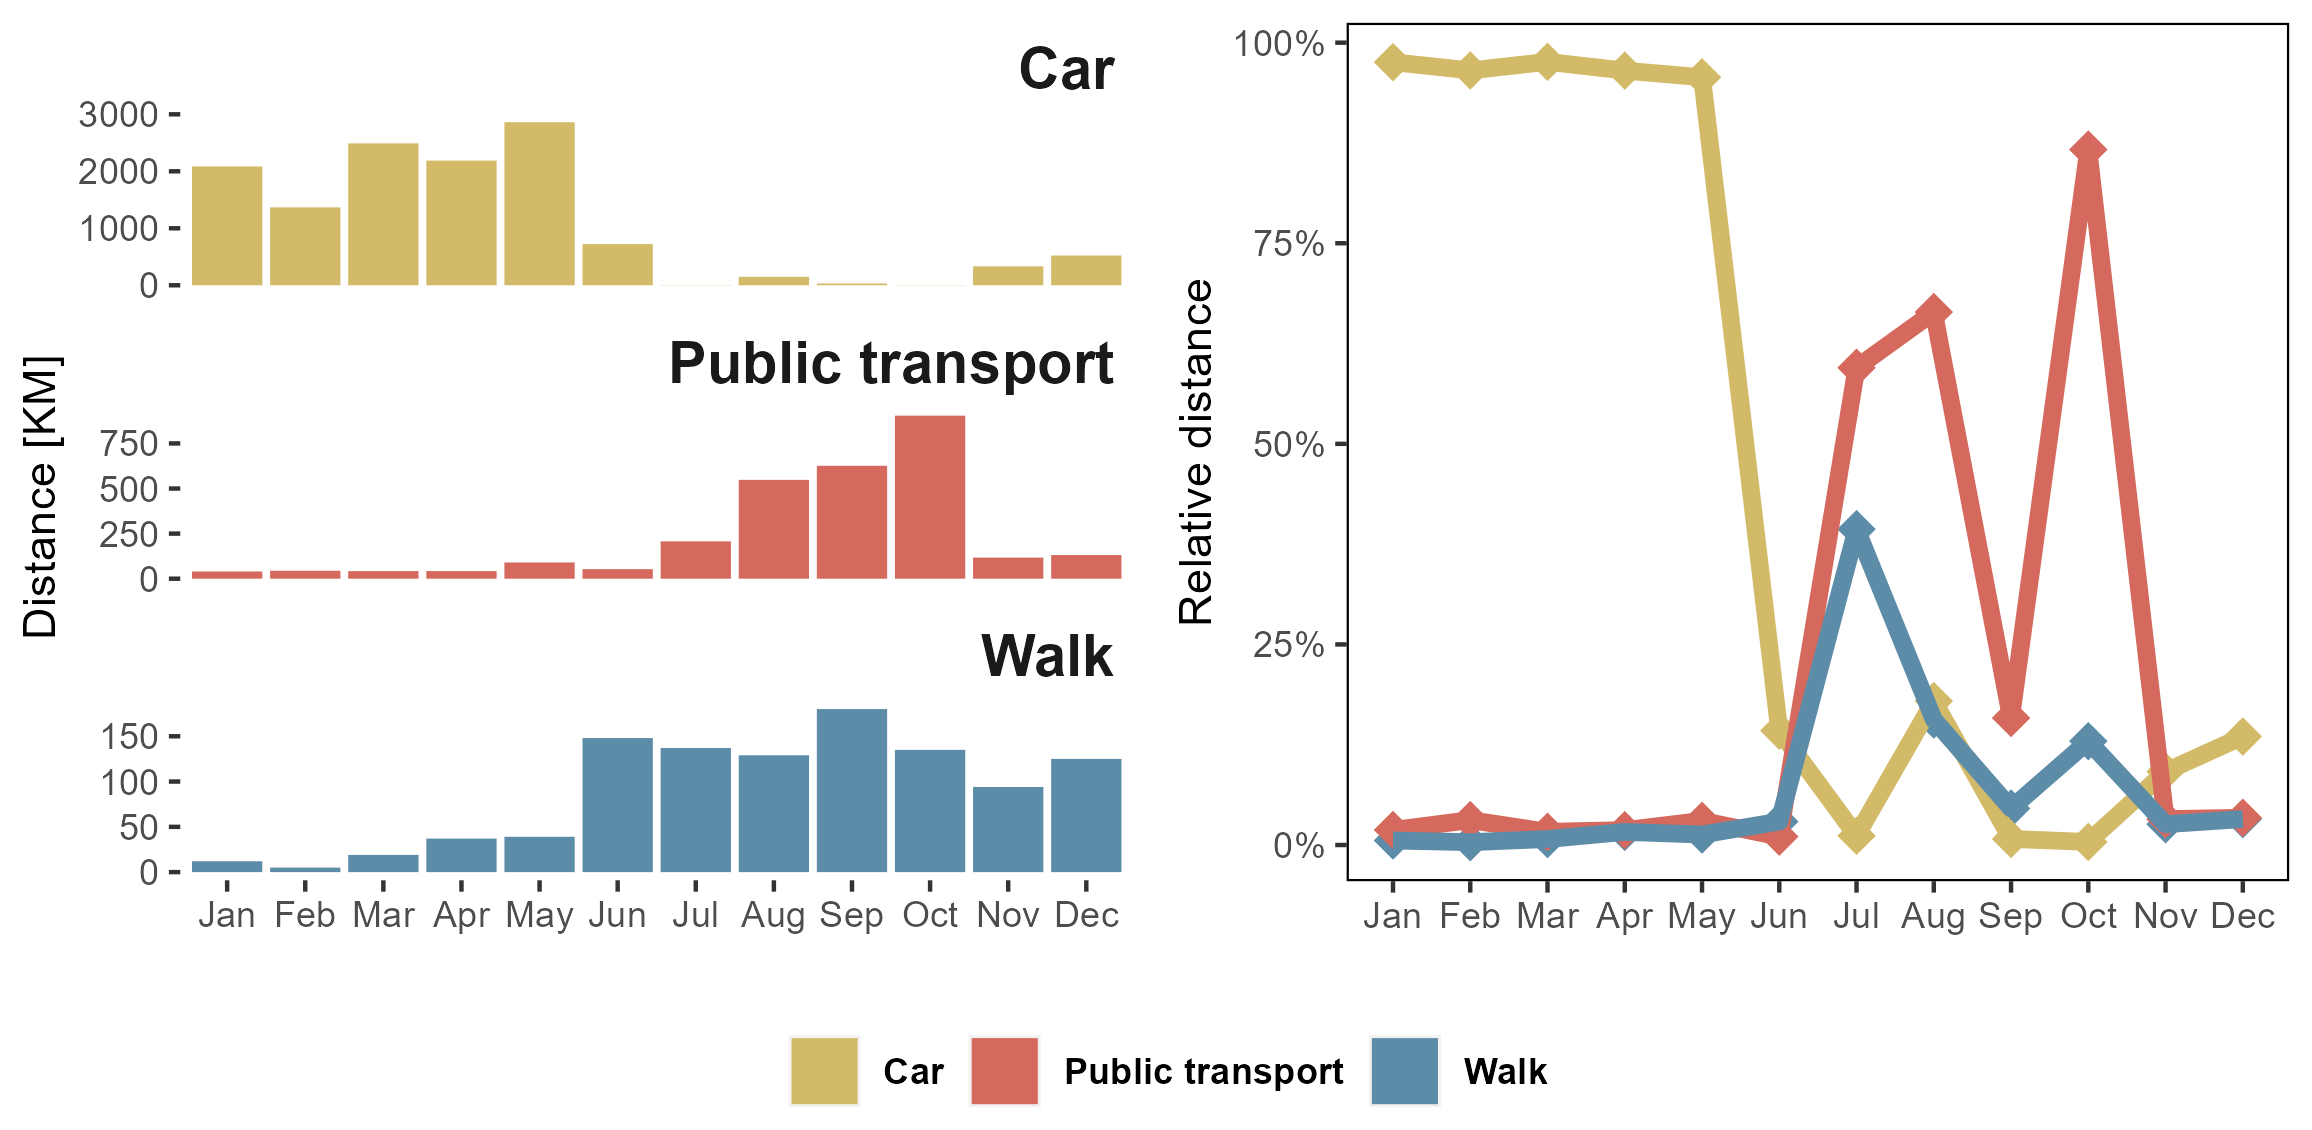 Car
3000
2000
1000
0
Public transport
750
500
250
0
Walk
150
100
50
0
Jan Feb Mar Apr May Jun Jul Aug Sep Oct Nov Dec
Distance [KM]
100%
75%
50%
25%
0%
Jan Feb Mar Apr May Jun Jul Aug Sep Oct Nov Dec
Relative distance
Car Public transport Walk